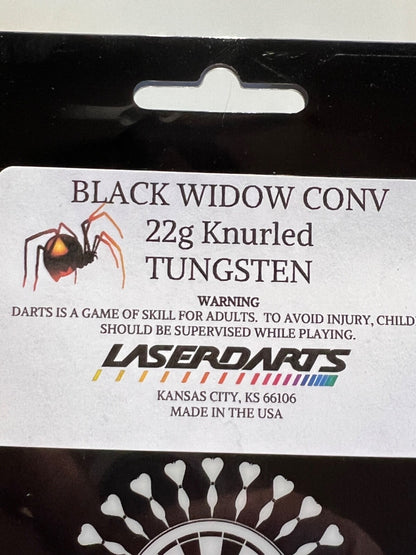 BLACK WIDOW CONV
22g Knurled
TUNGSTEN
WARNING
DARTS IS A GAME OF SKILL FOR ADULTS. TO AVOID INJURY, CHILD
SHOULD BE SUPERVISED WHILE PLAYING.
LASERDARTS
KANSAS CITY, KS 66106
MADE IN THE USA